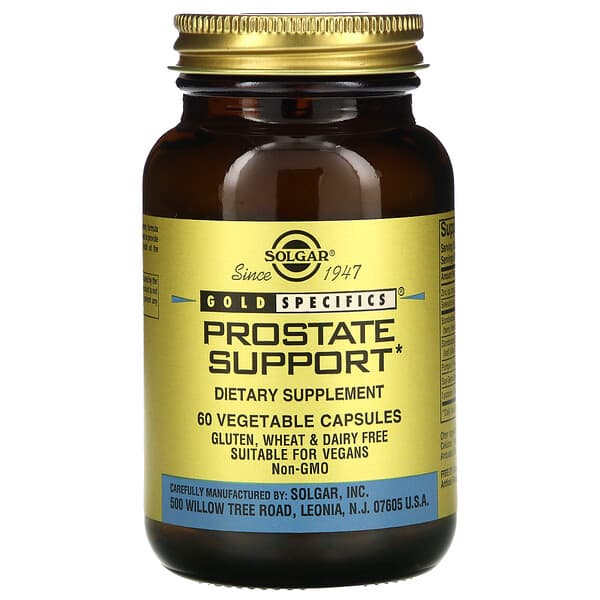 SOLGAR®
Since 1947
GOLD SPECIFICS®
PROSTATE
SUPPORT*
DIETARY SUPPLEMENT
60 VEGETABLE CAPSULES
GLUTEN, WHEAT & DAIRY FREE
SUITABLE FOR VEGANS
Non-GMO
CAREFULLY MANUFACTURED BY: SOLGAR, INC.
500 WILLOW TREE ROAD, LEONIA, N.J. 07605 U.S.A.